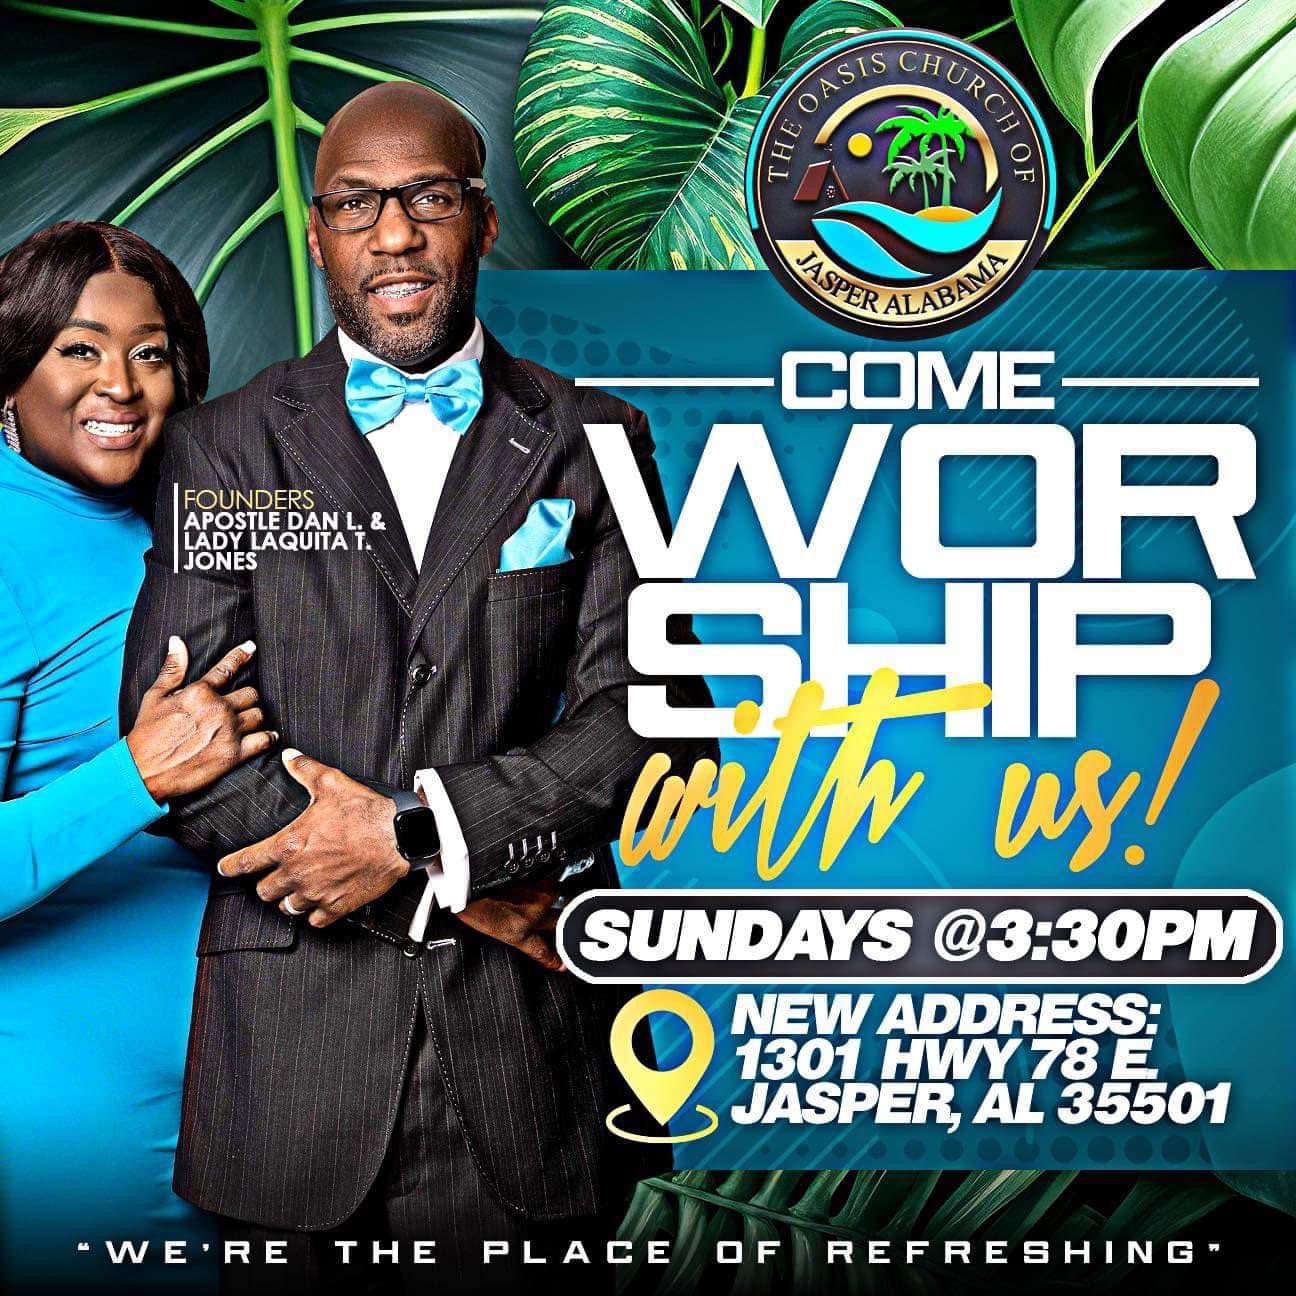 THE OASIS CHURCH OF
JASPER ALABAMA
COME
WOR
SHIP
with us!
FOUNDERS
APOSTLE DAN L. &
LADY LAQUITA T.
JONES
SUNDAYS @3:30PM
NEW ADDRESS:
1301 HWY 78 E.
JASPER, AL 35501
"WE'RE THE PLACE OF REFRESHING"